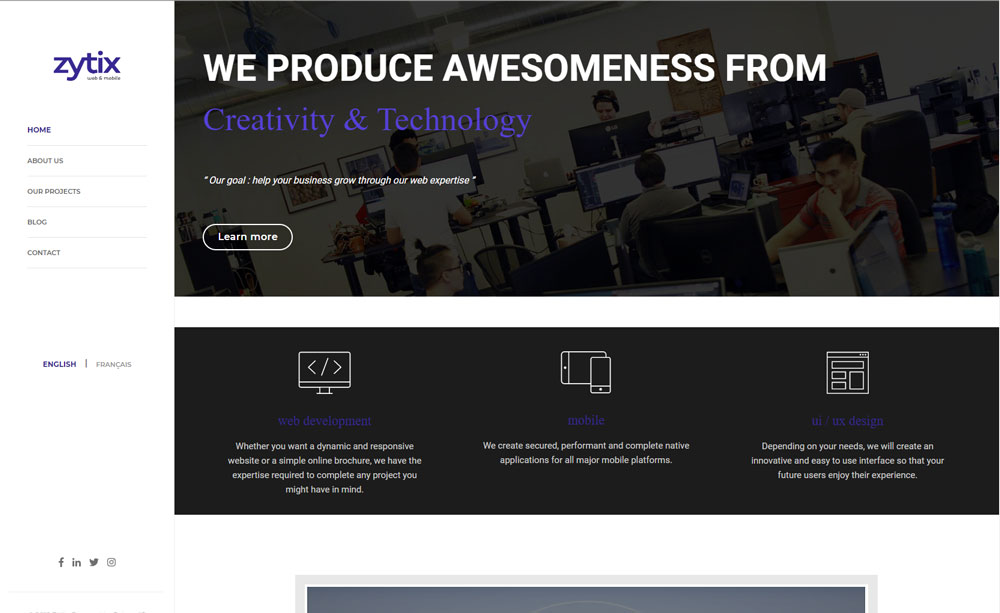 zytix
web & mobile
HOME
ABOUT US
OUR PROJECTS
BLOG
CONTACT
ENGLISH | FRANÇAIS
WE PRODUCE AWESOMENESS FROM
Creativity & Technology
“ Our goal : help your business grow through our web expertise ”
Learn more
web development
Whether you want a dynamic and responsive
website or a simple online brochure, we have the
expertise required to complete any project you
might have in mind.
mobile
We create secured, performant and complete native
applications for all major mobile platforms.
ui / ux design
Depending on your needs, we will create an
innovative and easy to use interface so that your
future users enjoy their experience.